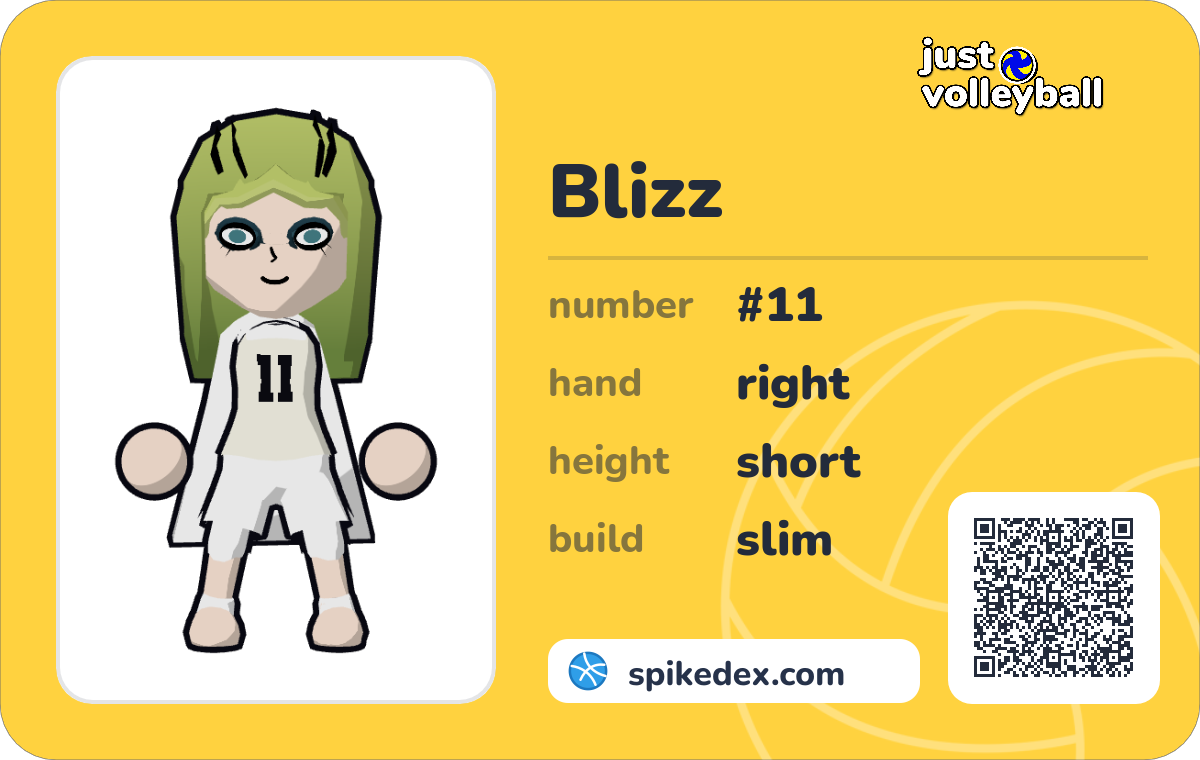 just
volleyball
Blizz
number #11
hand right
height short
build slim
11
spikedex.com